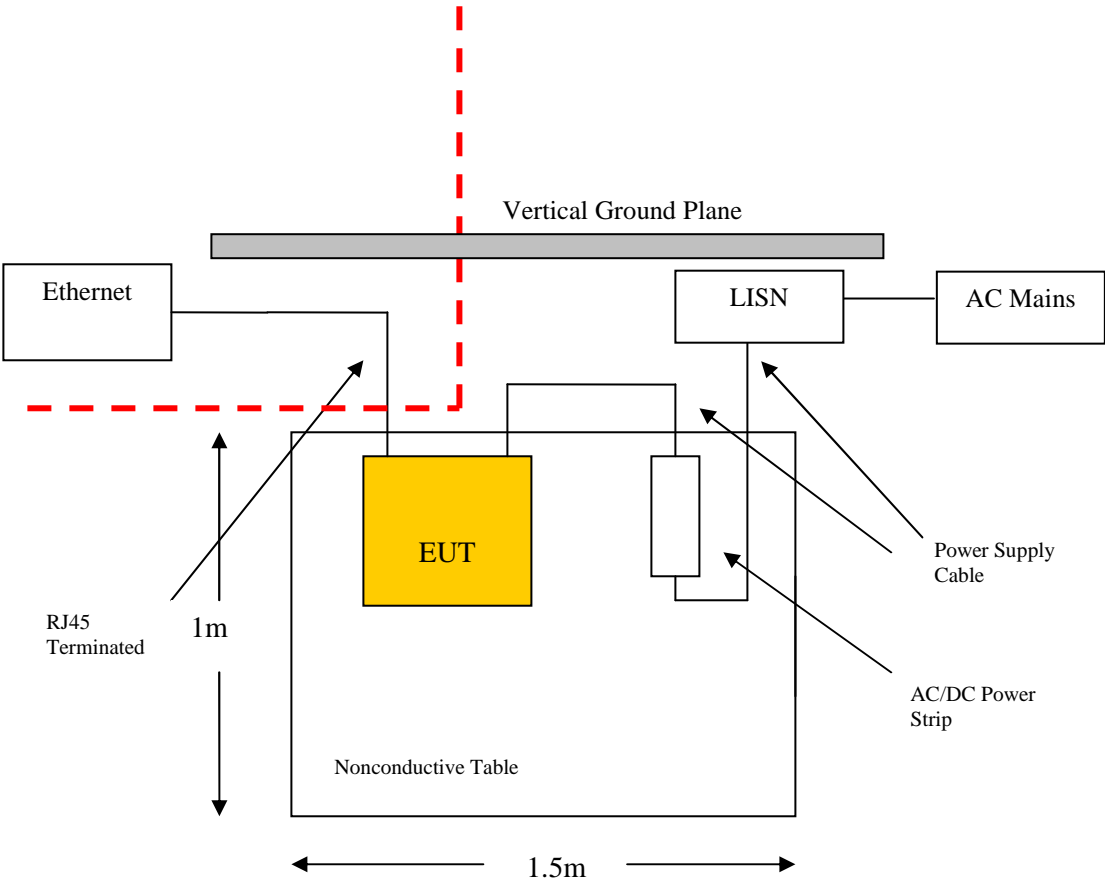 Vertical Ground Plane
Ethernet
LISN
AC Mains
EUT
Power Supply
Cable
RJ45
Terminated
1m
AC/DC Power
Strip
Nonconductive Table
1.5m